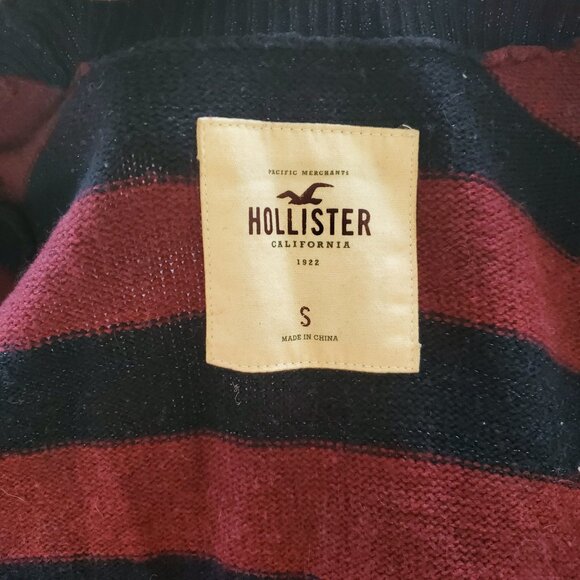 PACIFIC MERCHANTS
HOLLISTER
CALIFORNIA
1922
S
MADE IN CHINA